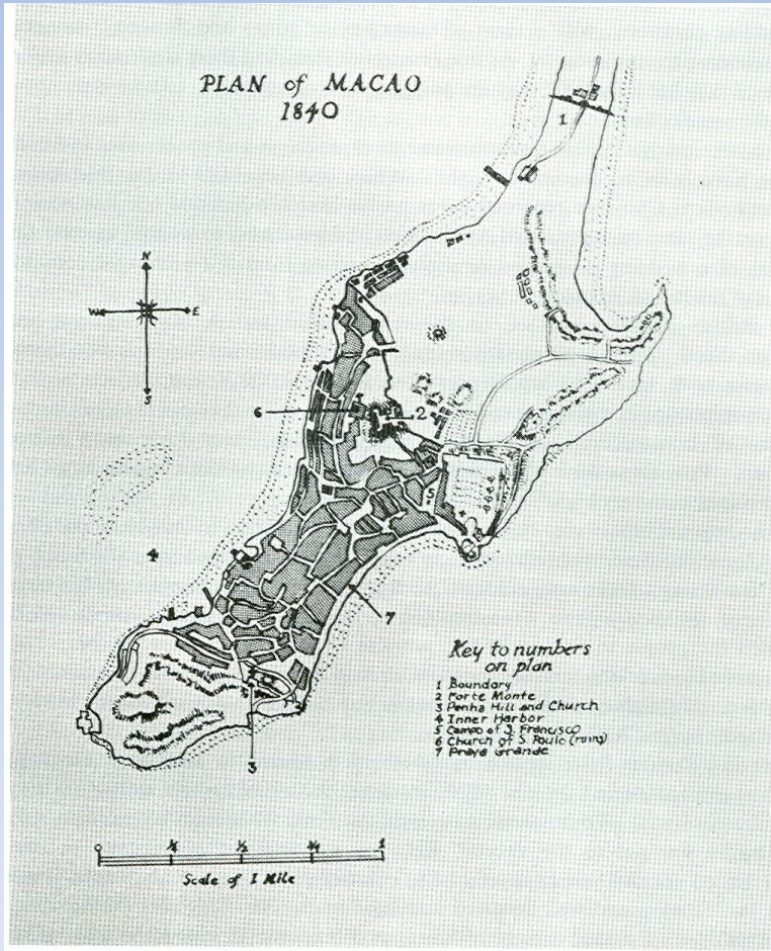 PLAN of MACAO
1840
1
N
W
E
S
6
2
5
4
7
Key to numbers
on plan
1 Boundary
2 Forte Monte
3 Penha Hill and Church
4 Inner Harbor
5 Campo of S. Francisco
6 Church of S. Paulo (ruins)
7 Praya Grande
3
0 1/4 1/2 3/4 1
Scale of 1 Mile